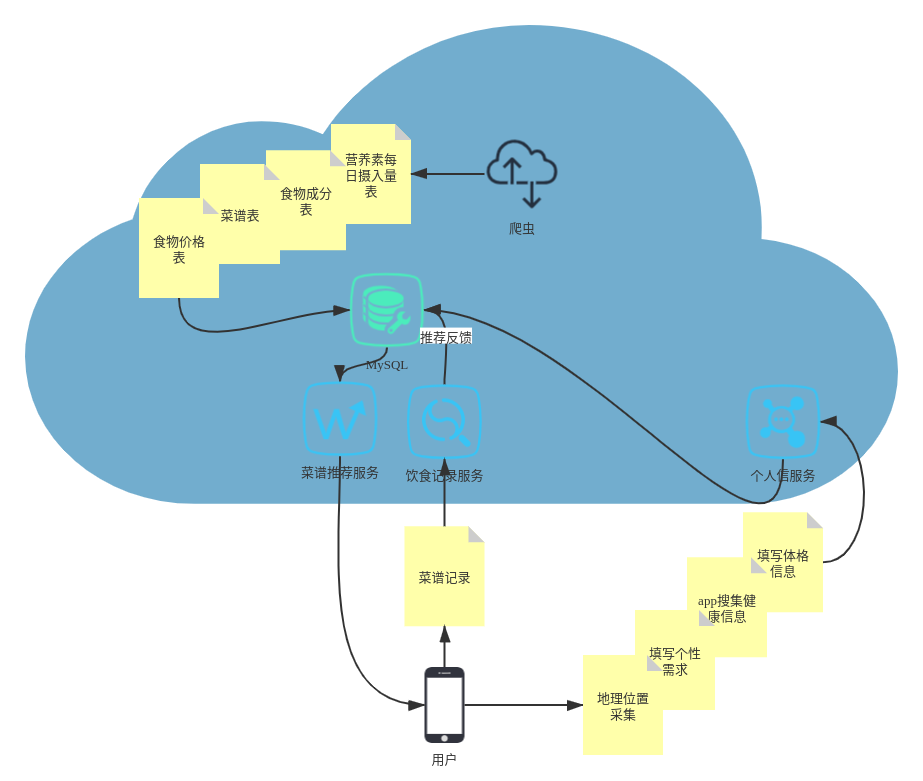 营养素每
日摄入量
表
食物成分
表
菜谱表
食物价格
表
爬虫
推荐反馈
MySQL
菜谱推荐服务
饮食记录服务
个人信服务
菜谱记录
填写体格
信息
app搜集健
康信息
填写个性
需求
地理位置
采集
用户